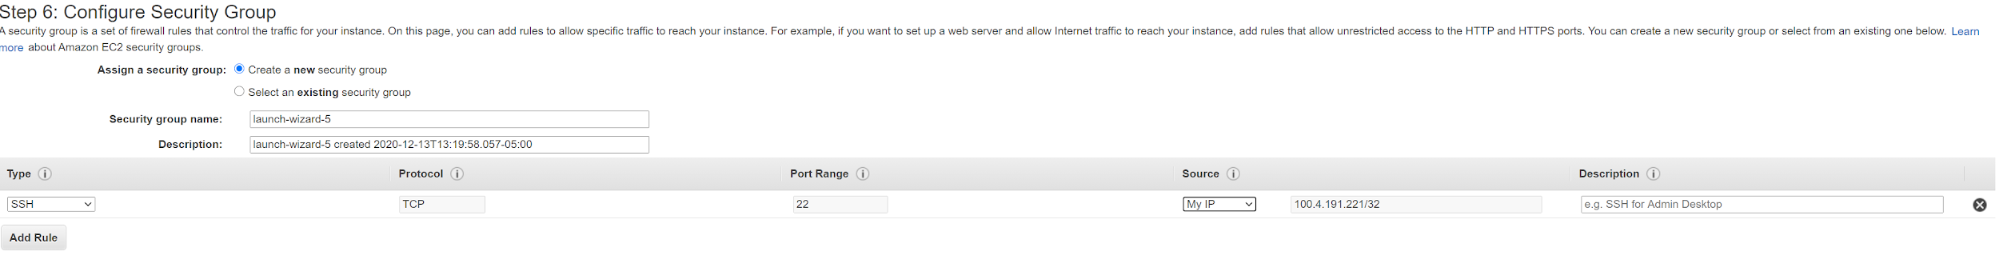 Step 6: Configure Security Group
A security group is a set of firewall rules that control the traffic for your instance. On this page, you can add rules to allow specific traffic to reach your instance. For example, if you want to set up a web server and allow Internet traffic to reach your instance, add rules that allow unrestricted access to the HTTP and HTTPS ports. You can create a new security group or select from an existing one below. Learn
more about Amazon EC2 security groups.
Assign a security group: Create a new security group
Select an existing security group
Security group name: launch-wizard-5
Description: launch-wizard-5 created 2020-12-13T13:19:58.057-05:00
Type i Protocol i Port Range i Source i Description i
SSH TCP 22 My IP 100.4.191.221/32 e.g. SSH for Admin Desktop
Add Rule